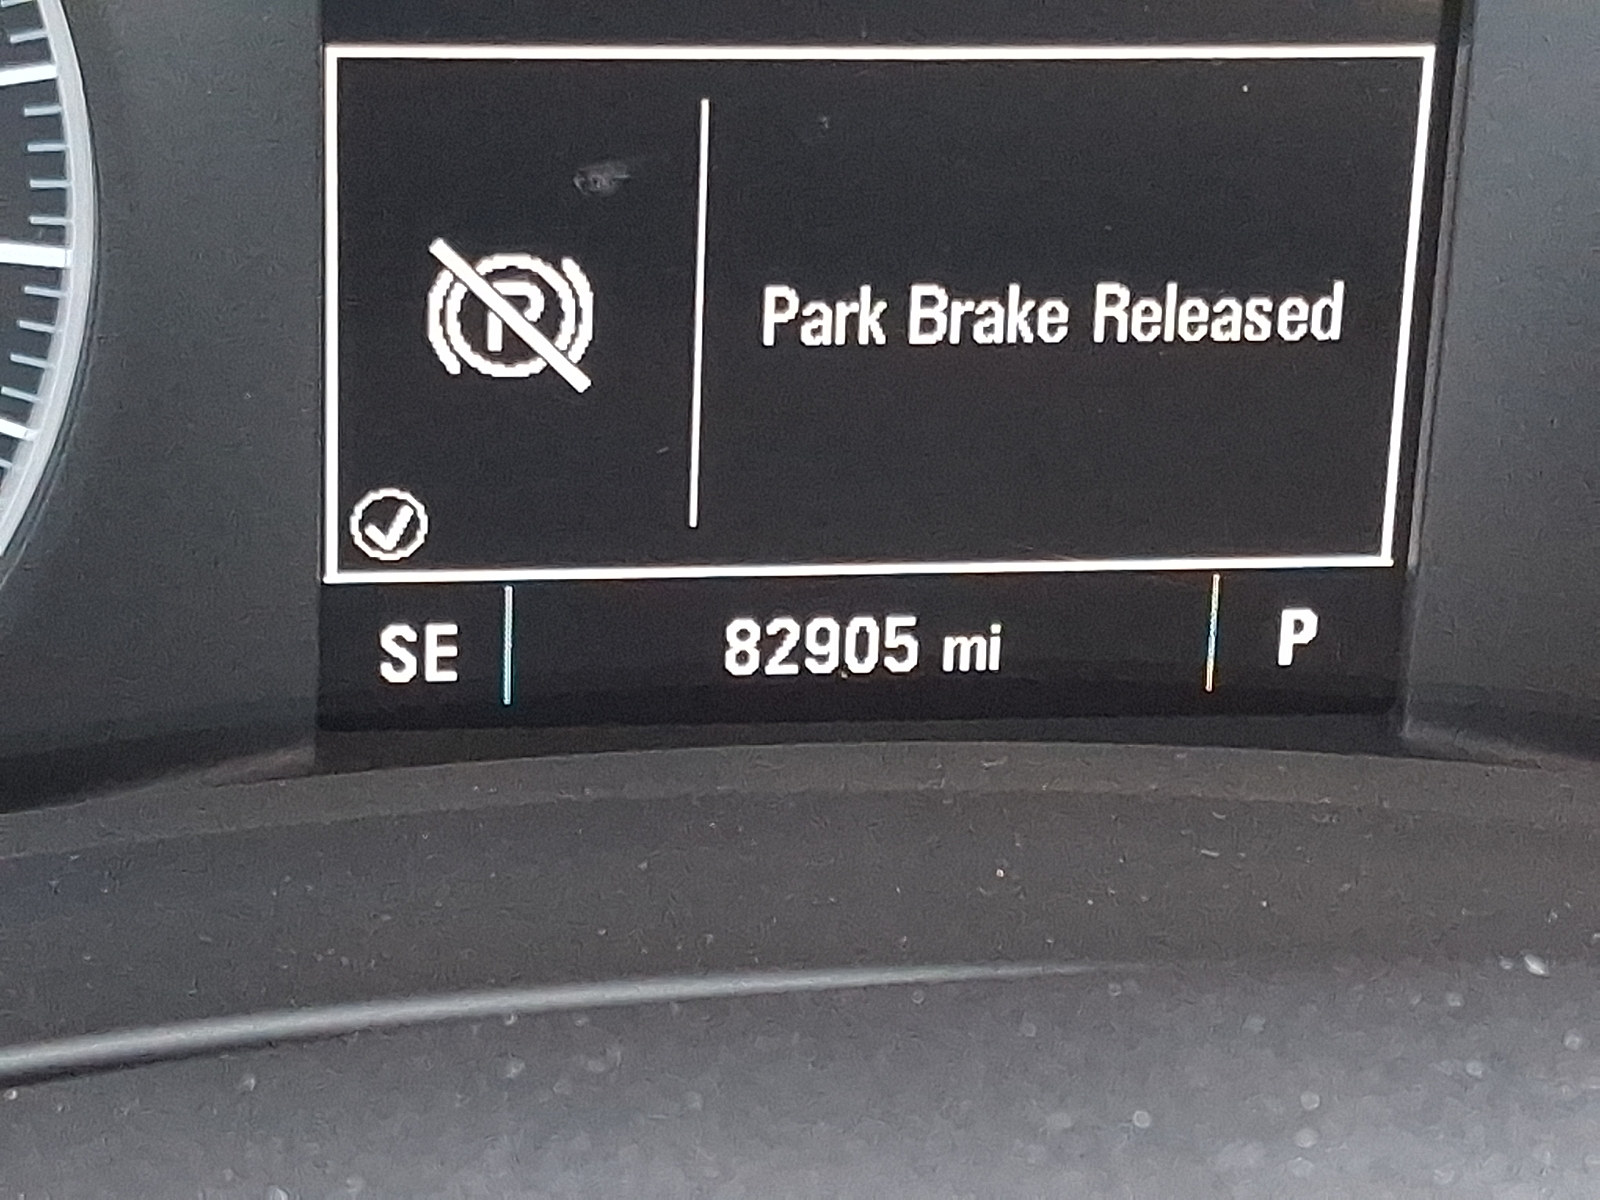 P
Park Brake Released
SE 82905 mi P